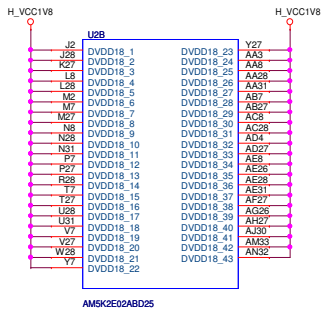 H_VCC1V8 H_VCC1V8
U2B
J2 DVDD18_1 DVDD18_23 Y27
J28 DVDD18_2 DVDD18_24 AA3
K27 DVDD18_3 DVDD18_25 AA8
L8 DVDD18_4 DVDD18_26 AA28
L28 DVDD18_5 DVDD18_27 AA31
M2 DVDD18_6 DVDD18_28 AB7
M7 DVDD18_7 DVDD18_29 AB27
M27 DVDD18_8 DVDD18_30 AC8
N8 DVDD18_9 DVDD18_31 AC28
N28 DVDD18_10 DVDD18_32 AD4
N31 DVDD18_11 DVDD18_33 AD27
P7 DVDD18_12 DVDD18_34 AE8
P27 DVDD18_13 DVDD18_35 AE26
R28 DVDD18_14 DVDD18_36 AE28
T7 DVDD18_15 DVDD18_37 AE31
T27 DVDD18_16 DVDD18_38 AF27
U28 DVDD18_17 DVDD18_39 AG26
U31 DVDD18_18 DVDD18_40 AH27
V7 DVDD18_19 DVDD18_41 AJ30
V27 DVDD18_20 DVDD18_42 AM33
W28 DVDD18_21 DVDD18_43 AN32
Y7 DVDD18_22
AM5K2E02ABD25